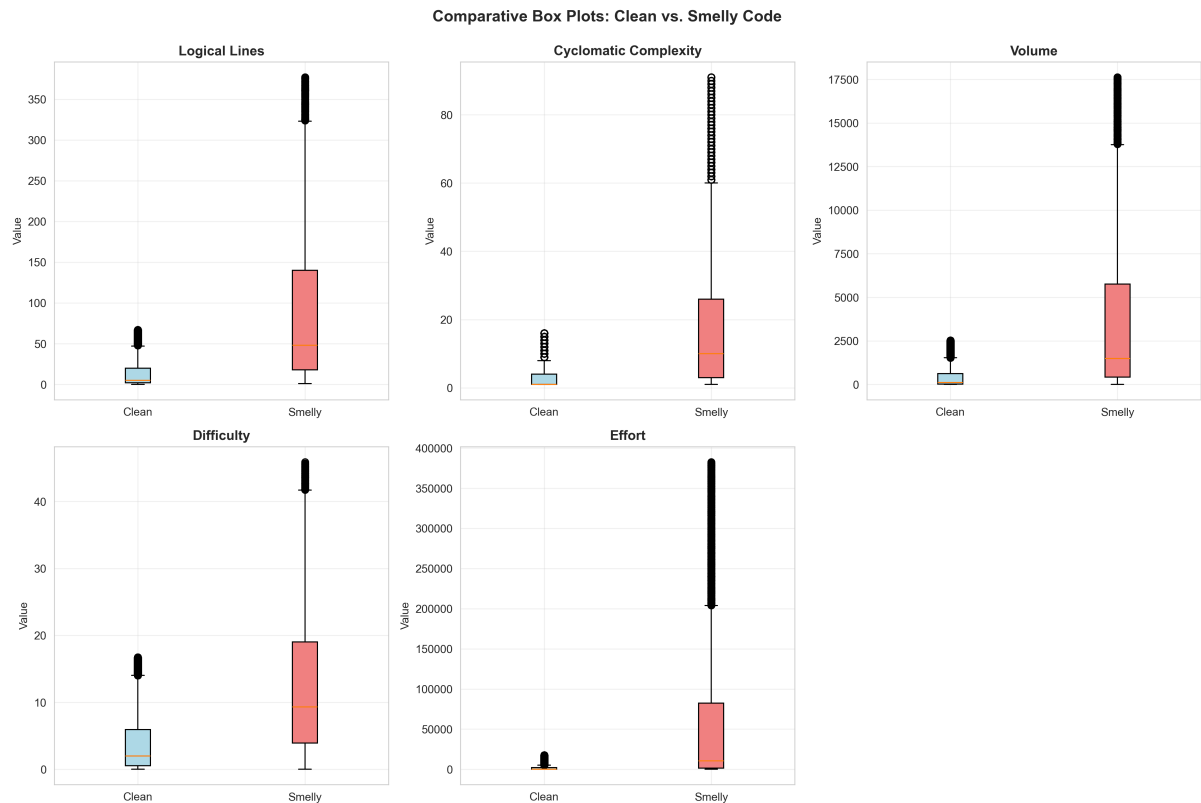 Comparative Box Plots: Clean vs. Smelly Code
Logical Lines
Value
350
300
250
200
150
100
50
0
Clean
Smelly
Cyclomatic Complexity
Value
80
60
40
20
0
Clean
Smelly
Volume
Value
17500
15000
12500
10000
7500
5000
2500
0
Clean
Smelly
Difficulty
Value
40
30
20
10
0
Clean
Smelly
Effort
Value
400000
350000
300000
250000
200000
150000
100000
50000
0
Clean
Smelly